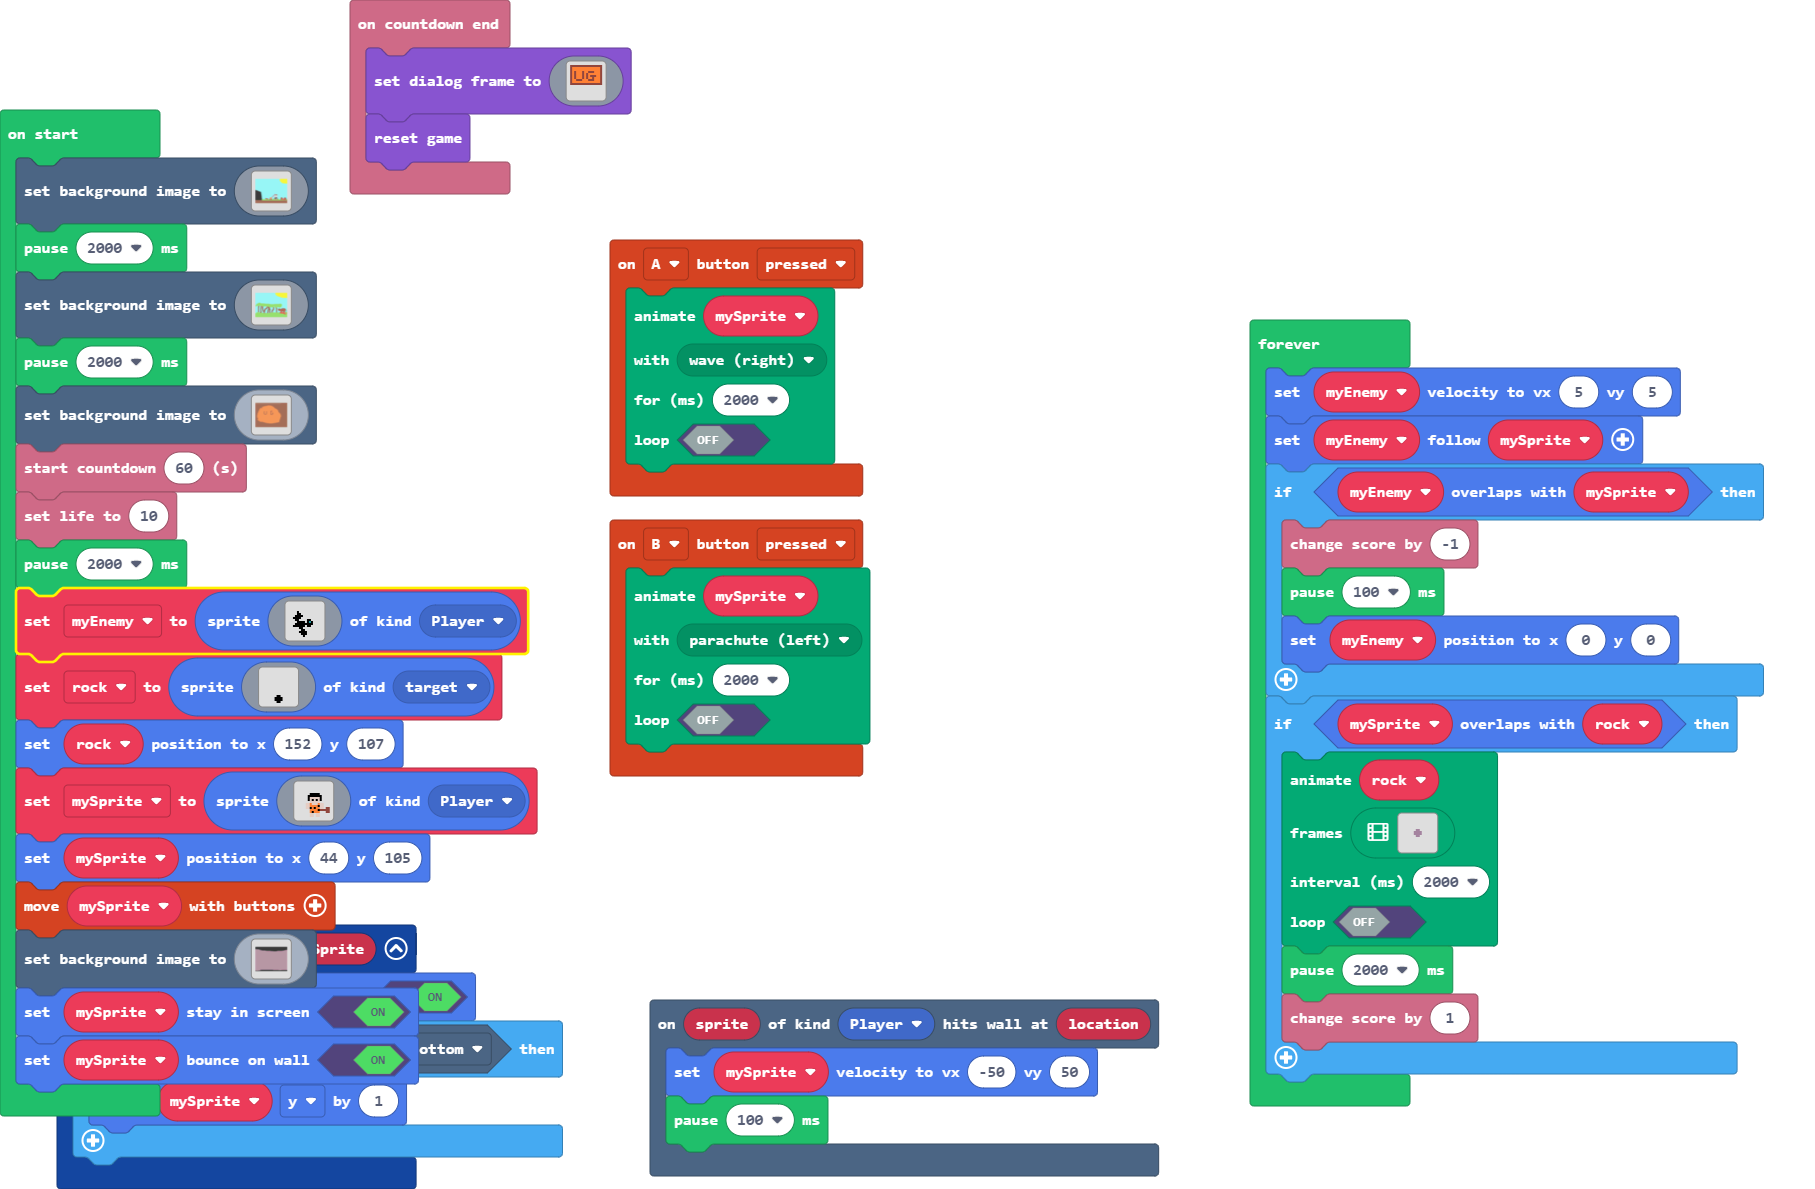 on countdown end
set dialog frame to UG
reset game
on start
set background image to
pause 2000 ms
set background image to
pause 2000 ms
set background image to
start countdown 60 (s)
set life to 10
pause 2000 ms
set myEnemy to sprite of kind Player
set rock to sprite of kind target
set rock position to x 152 y 107
set mySprite to sprite of kind Player
set mySprite position to x 44 y 105
move mySprite with buttons
set background image to
set mySprite stay in screen ON
set mySprite bounce on wall ON
Sprite
ON
ottom then
mySprite y by 1
on A button pressed
animate mySprite
with wave (right)
for (ms) 2000
loop OFF
on B button pressed
animate mySprite
with parachute (left)
for (ms) 2000
loop OFF
on sprite of kind Player hits wall at location
set mySprite velocity to vx -50 vy 50
pause 100 ms
forever
set myEnemy velocity to vx 5 vy 5
set myEnemy follow mySprite
if myEnemy overlaps with mySprite then
change score by -1
pause 100 ms
set myEnemy position to x 0 y 0
if mySprite overlaps with rock then
animate rock
frames
interval (ms) 2000
loop OFF
pause 2000 ms
change score by 1